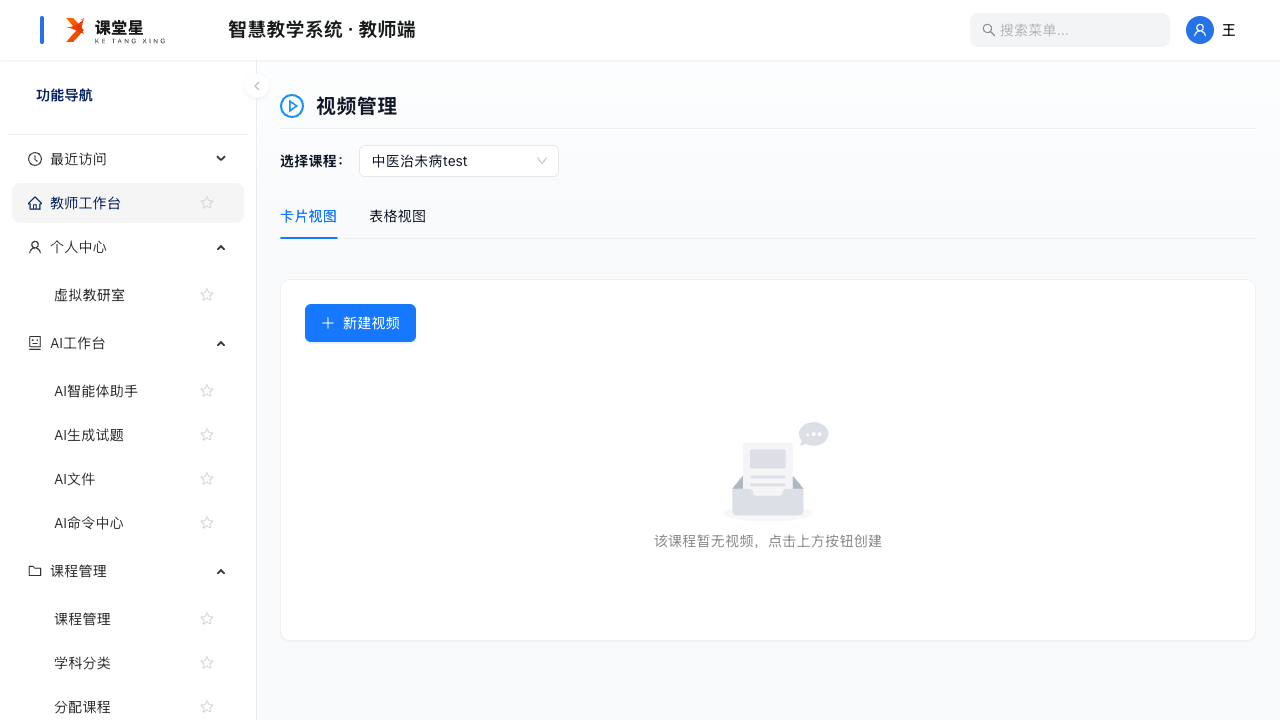 课堂星
KE TANG XING
智慧教学系统 · 教师端
搜索菜单...
王
功能导航
最近访问
教师工作台
个人中心
虚拟教研室
AI工作台
AI智能体助手
AI生成试题
AI文件
AI命令中心
课程管理
课程管理
学科分类
分配课程
视频管理
选择课程：
中医治未病test
卡片视图
表格视图
新建视频
该课程暂无视频，点击上方按钮创建